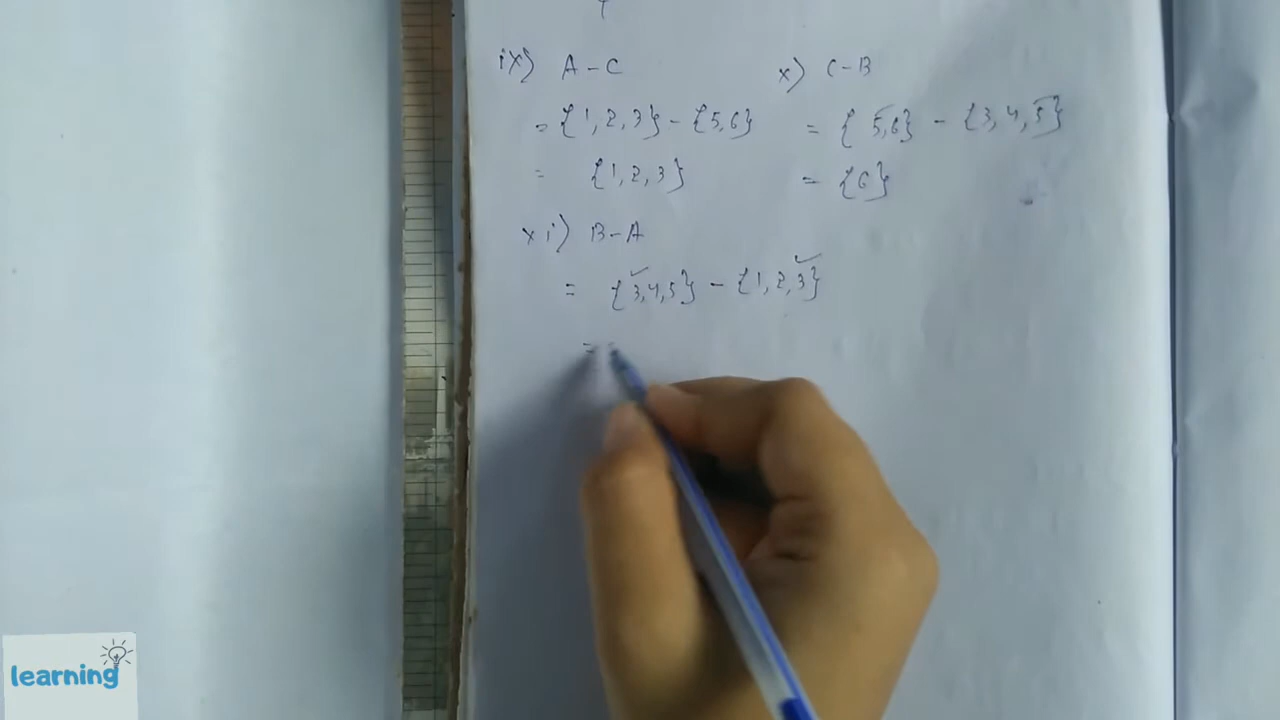 ix) A-C
= {1, 2, 3} - {5,6}
= {1, 2, 3}
x) C-B
= { 5,6} - {3, 4, 5}
= {6}
xi) B-A
= {3,4,5} - {1, 2, 3}
=
learning